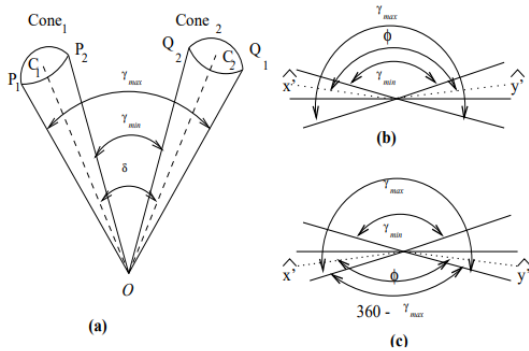 Cone1 Cone2
P1 C1 P2 Q2 C2 Q1
γmax
γmin
δ
O
(a)
γmax
ϕ
γmin
x̂' ŷ'
(b)
γmax
γmin
x̂' ŷ'
ϕ
360 - γmax
(c)